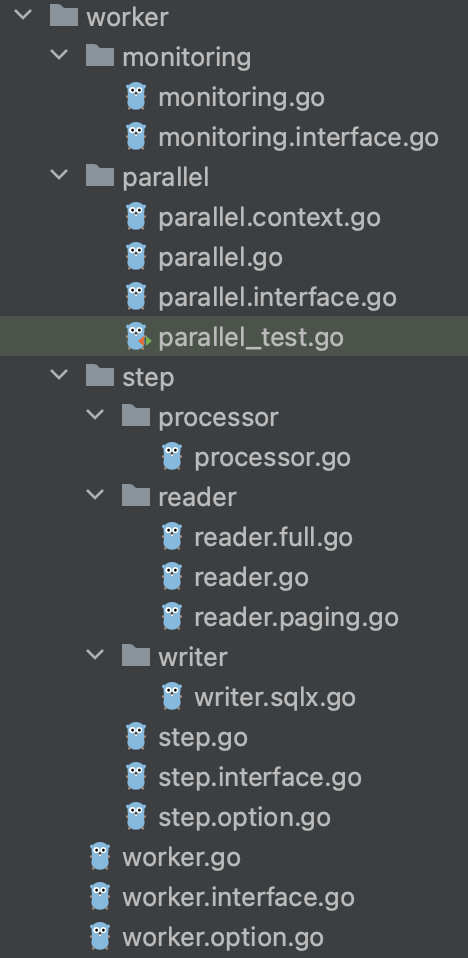 worker
monitoring
monitoring.go
monitoring.interface.go
parallel
parallel.context.go
parallel.go
parallel.interface.go
parallel_test.go
step
processor
processor.go
reader
reader.full.go
reader.go
reader.paging.go
writer
writer.sqlx.go
step.go
step.interface.go
step.option.go
worker.go
worker.interface.go
worker.option.go